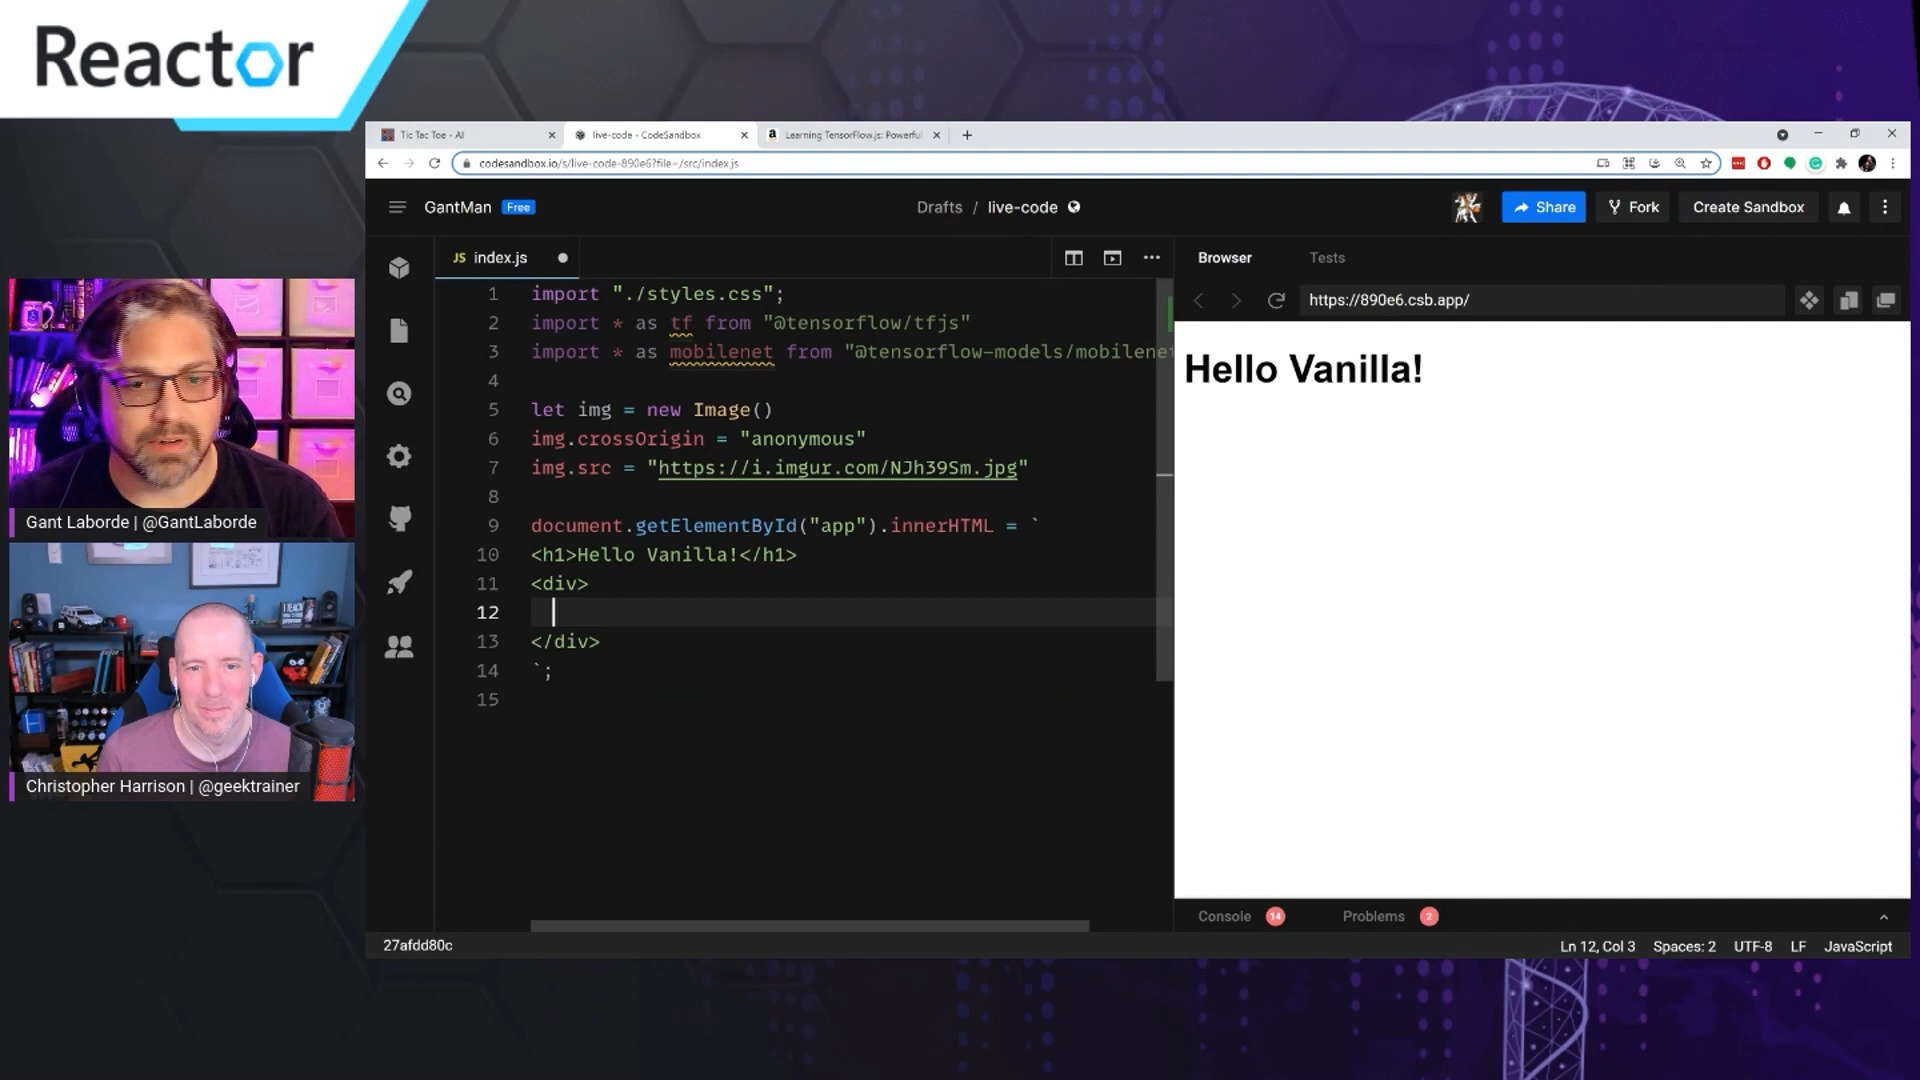 Reactor
Tic Tac Toe - AI
live-code - CodeSandbox
Learning TensorFlow.js: Powerful
codesandbox.io/s/live-code-890e6?file=/src/index.js
GantMan Free
Drafts / live-code
Share
Fork
Create Sandbox
JS index.js
Browser
Tests
https://890e6.csb.app/
1 import "./styles.css";
2 import * as tf from "@tensorflow/tfjs"
3 import * as mobilenet from "@tensorflow-models/mobilene
4
5 let img = new Image()
6 img.crossOrigin = "anonymous"
7 img.src = "https://i.imgur.com/NJh39Sm.jpg"
8
9 document.getElementById("app").innerHTML = `
10 <h1>Hello Vanilla!</h1>
11 <div>
12
13 </div>
14 `;
15
Hello Vanilla!
Gant Laborde | @GantLaborde
Christopher Harrison | @geektrainer
Console 14
Problems 2
27afdd80c
Ln 12, Col 3 Spaces: 2 UTF-8 LF JavaScript